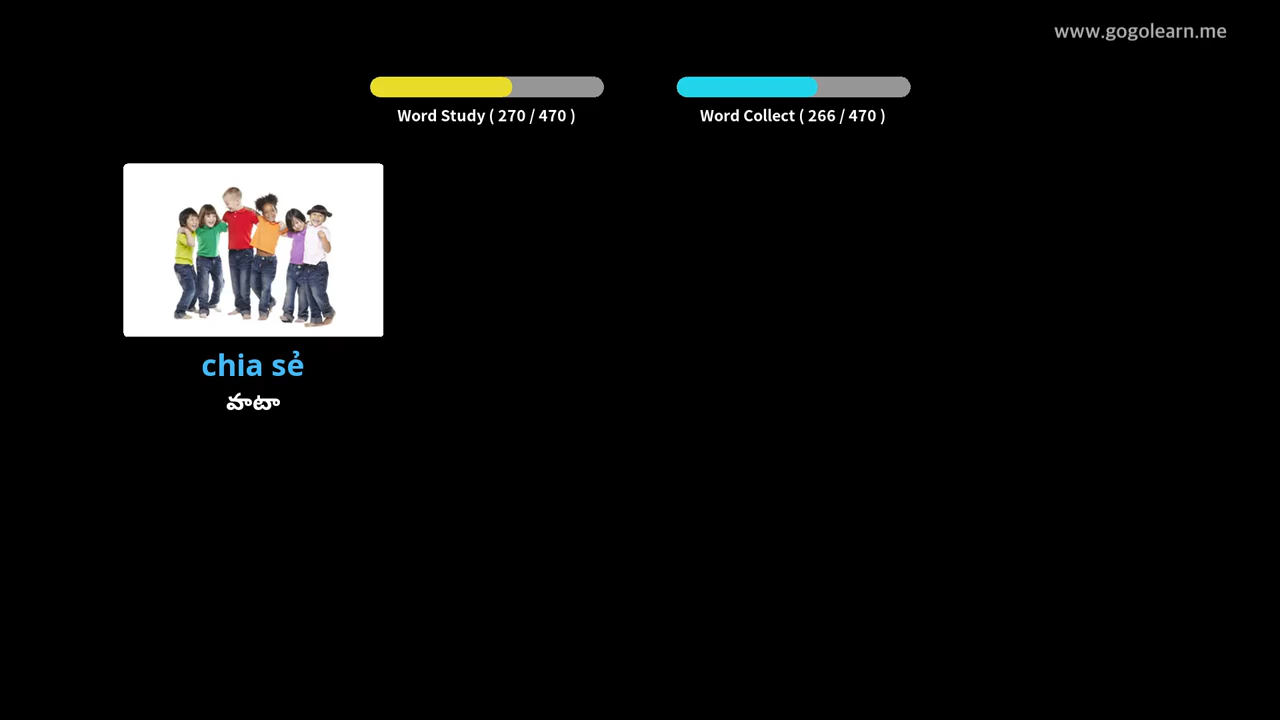 www.gogolearn.me
Word Study ( 270 / 470 )
Word Collect ( 266 / 470 )
chia sẻ
వాటా